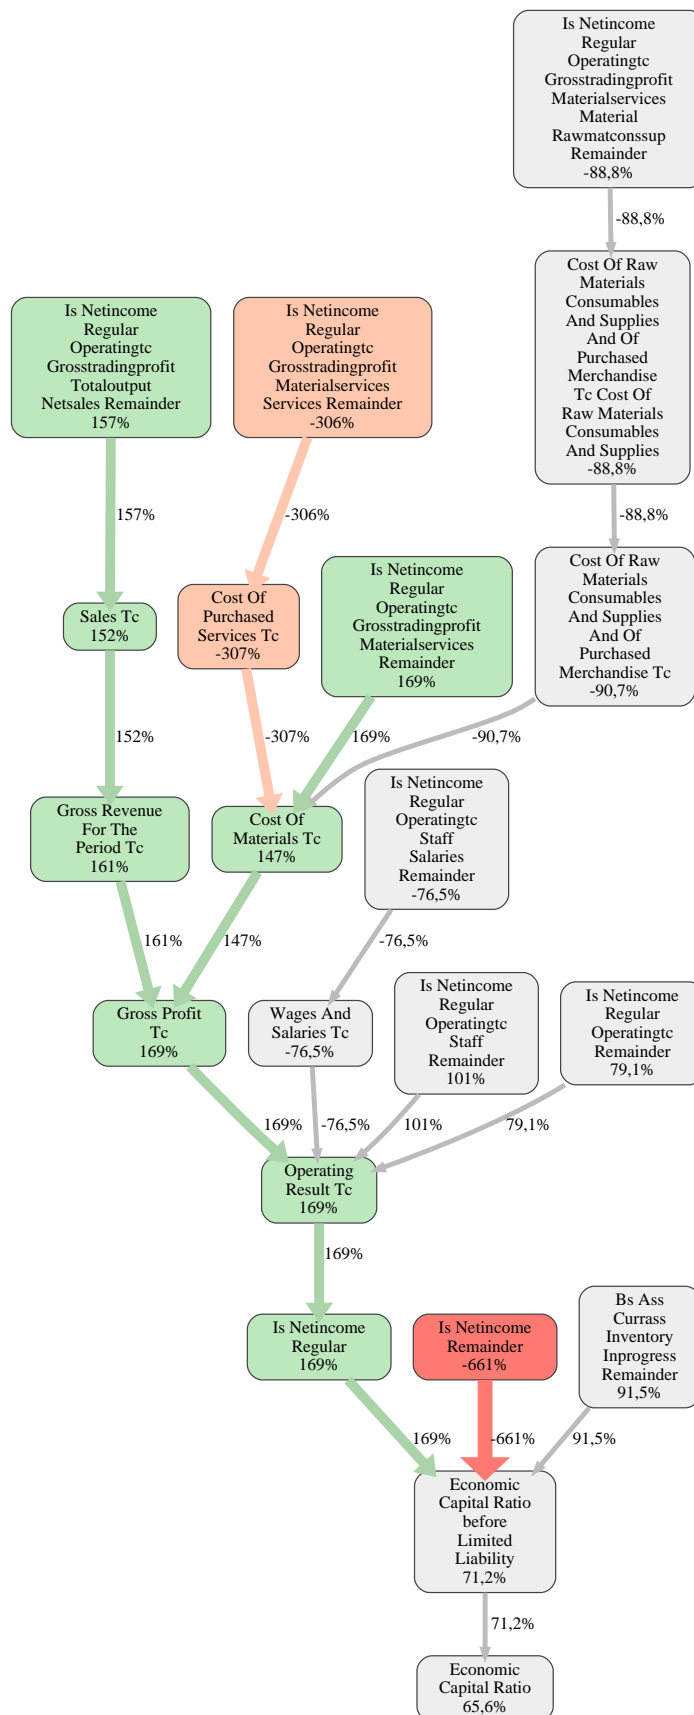 Is Netincome
Regular
Operatingtc
Grosstradingprofit
Materialservices
Material
Rawmatconssup
Remainder
-88,8%
-88,8%
Cost Of Raw
Materials
Consumables
And Supplies
And Of
Purchased
Merchandise
Tc Cost Of
Raw Materials
Consumables
And Supplies
-88,8%
Is Netincome
Regular
Operatingtc
Grosstradingprofit
Totaloutput
Netsales Remainder
157%
Is Netincome
Regular
Operatingtc
Grosstradingprofit
Materialservices
Services Remainder
-306%
157%
-306%
-88,8%
Sales Tc
152%
Cost Of
Purchased
Services Tc
-307%
Is Netincome
Regular
Operatingtc
Grosstradingprofit
Materialservices
Remainder
169%
Cost Of Raw
Materials
Consumables
And Supplies
And Of
Purchased
Merchandise Tc
-90,7%
152%
-307%
169%
-90,7%
Gross Revenue
For The
Period Tc
161%
Cost Of
Materials Tc
147%
Is Netincome
Regular
Operatingtc
Staff
Salaries
Remainder
-76,5%
161%
147%
-76,5%
Gross Profit
Tc
169%
Wages And
Salaries Tc
-76,5%
Is Netincome
Regular
Operatingtc
Staff
Remainder
101%
Is Netincome
Regular
Operatingtc
Remainder
79,1%
169%
-76,5%
101%
79,1%
Operating
Result Tc
169%
169%
Is Netincome
Regular
169%
Is Netincome
Remainder
-661%
Bs Ass
Currass
Inventory
Inprogress
Remainder
91,5%
169%
-661%
91,5%
Economic
Capital Ratio
before
Limited
Liability
71,2%
71,2%
Economic
Capital Ratio
65,6%